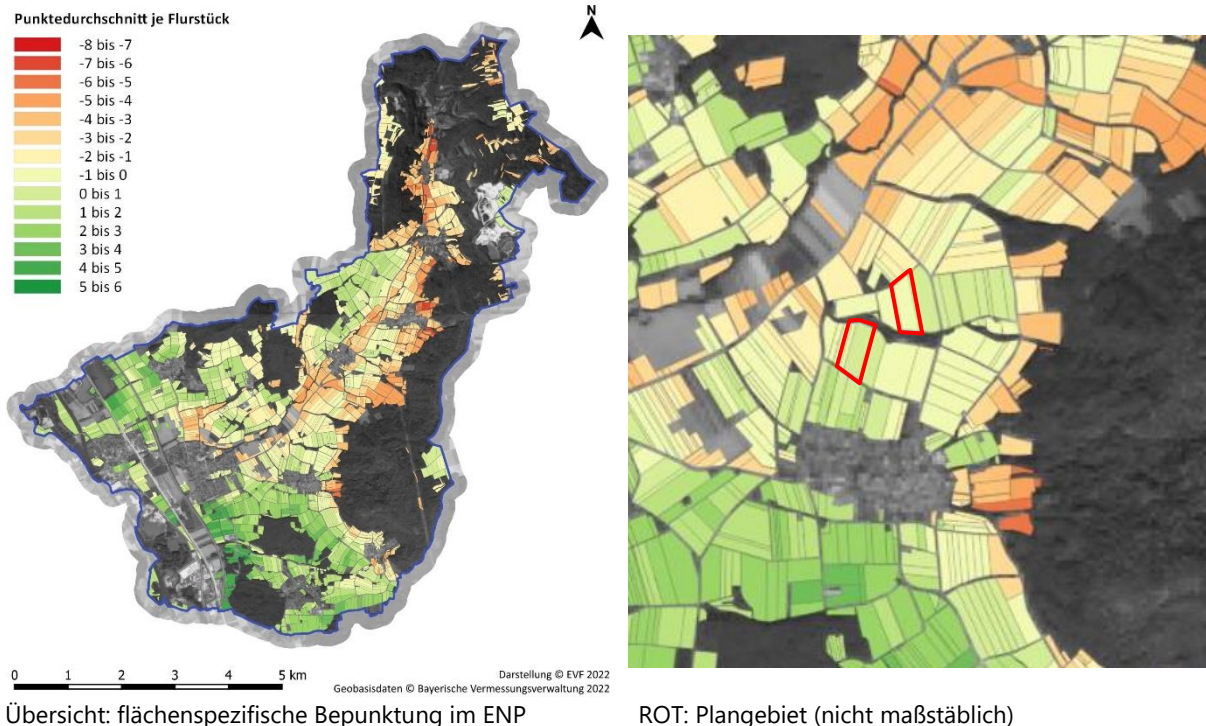 Punktedurchschnitt je Flurstück
-8 bis -7
-7 bis -6
-6 bis -5
-5 bis -4
-4 bis -3
-3 bis -2
-2 bis -1
-1 bis 0
0 bis 1
1 bis 2
2 bis 3
3 bis 4
4 bis 5
5 bis 6
N
0 1 2 3 4 5 km
Darstellung © EVF 2022
Geobasisdaten © Bayerische Vermessungsverwaltung 2022
Übersicht: flächenspezifische Bepunktung im ENP
ROT: Plangebiet (nicht maßstäblich)